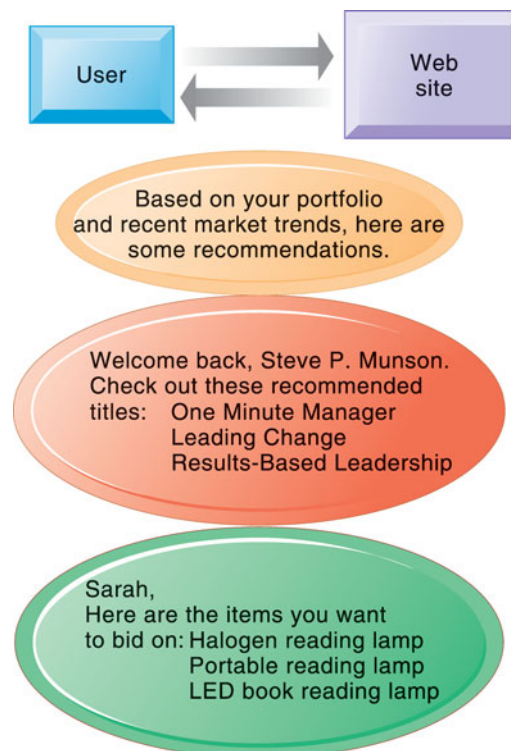 User
Web
site
Based on your portfolio
and recent market trends, here are
some recommendations.
Welcome back, Steve P. Munson.
Check out these recommended
titles: One Minute Manager
Leading Change
Results-Based Leadership
Sarah,
Here are the items you want
to bid on: Halogen reading lamp
Portable reading lamp
LED book reading lamp